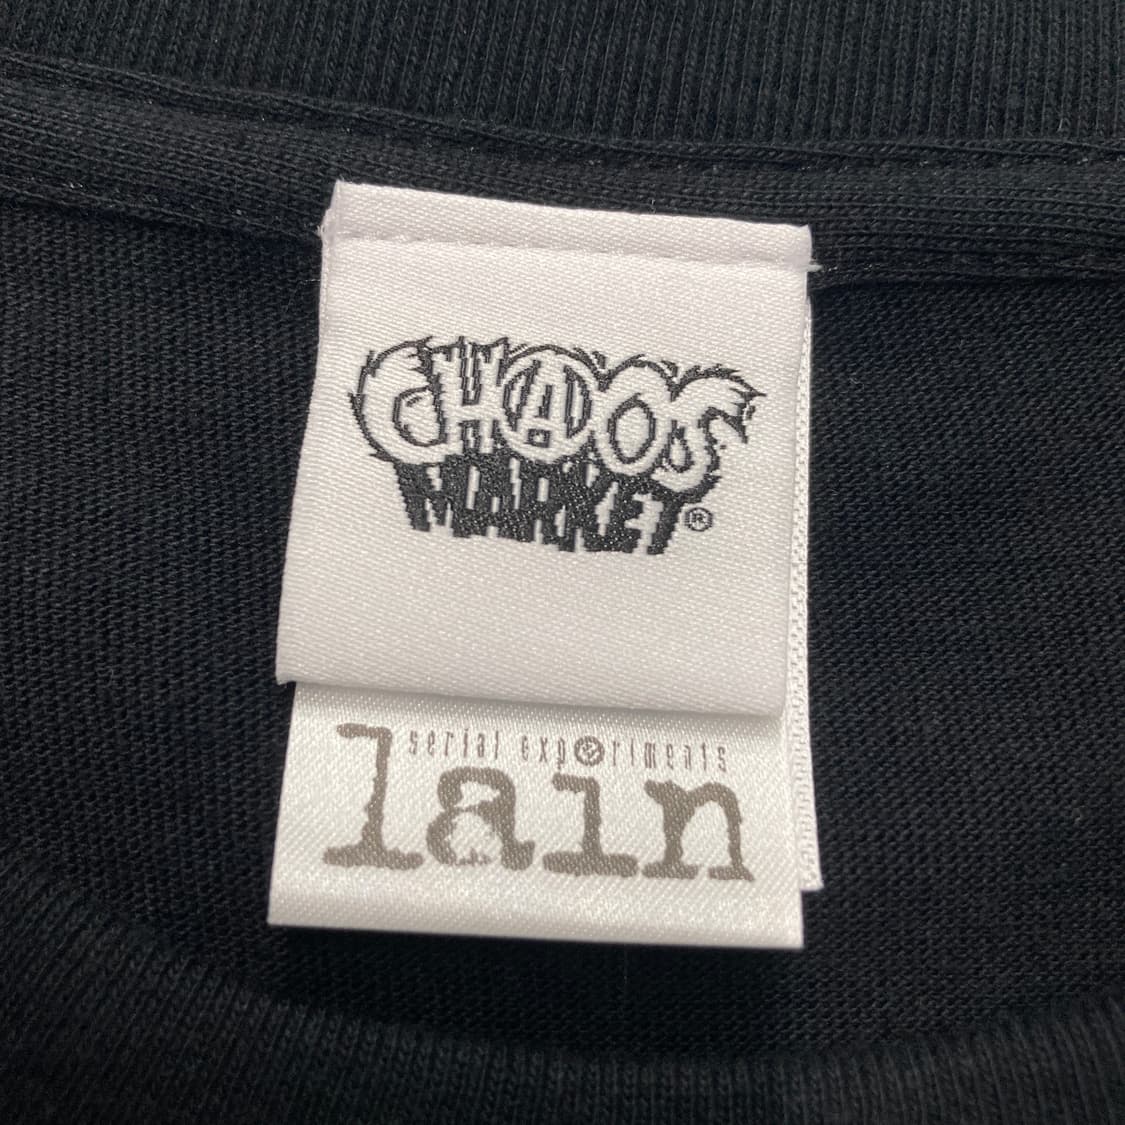 CHAOS
MARKET®
serial experiments
lain